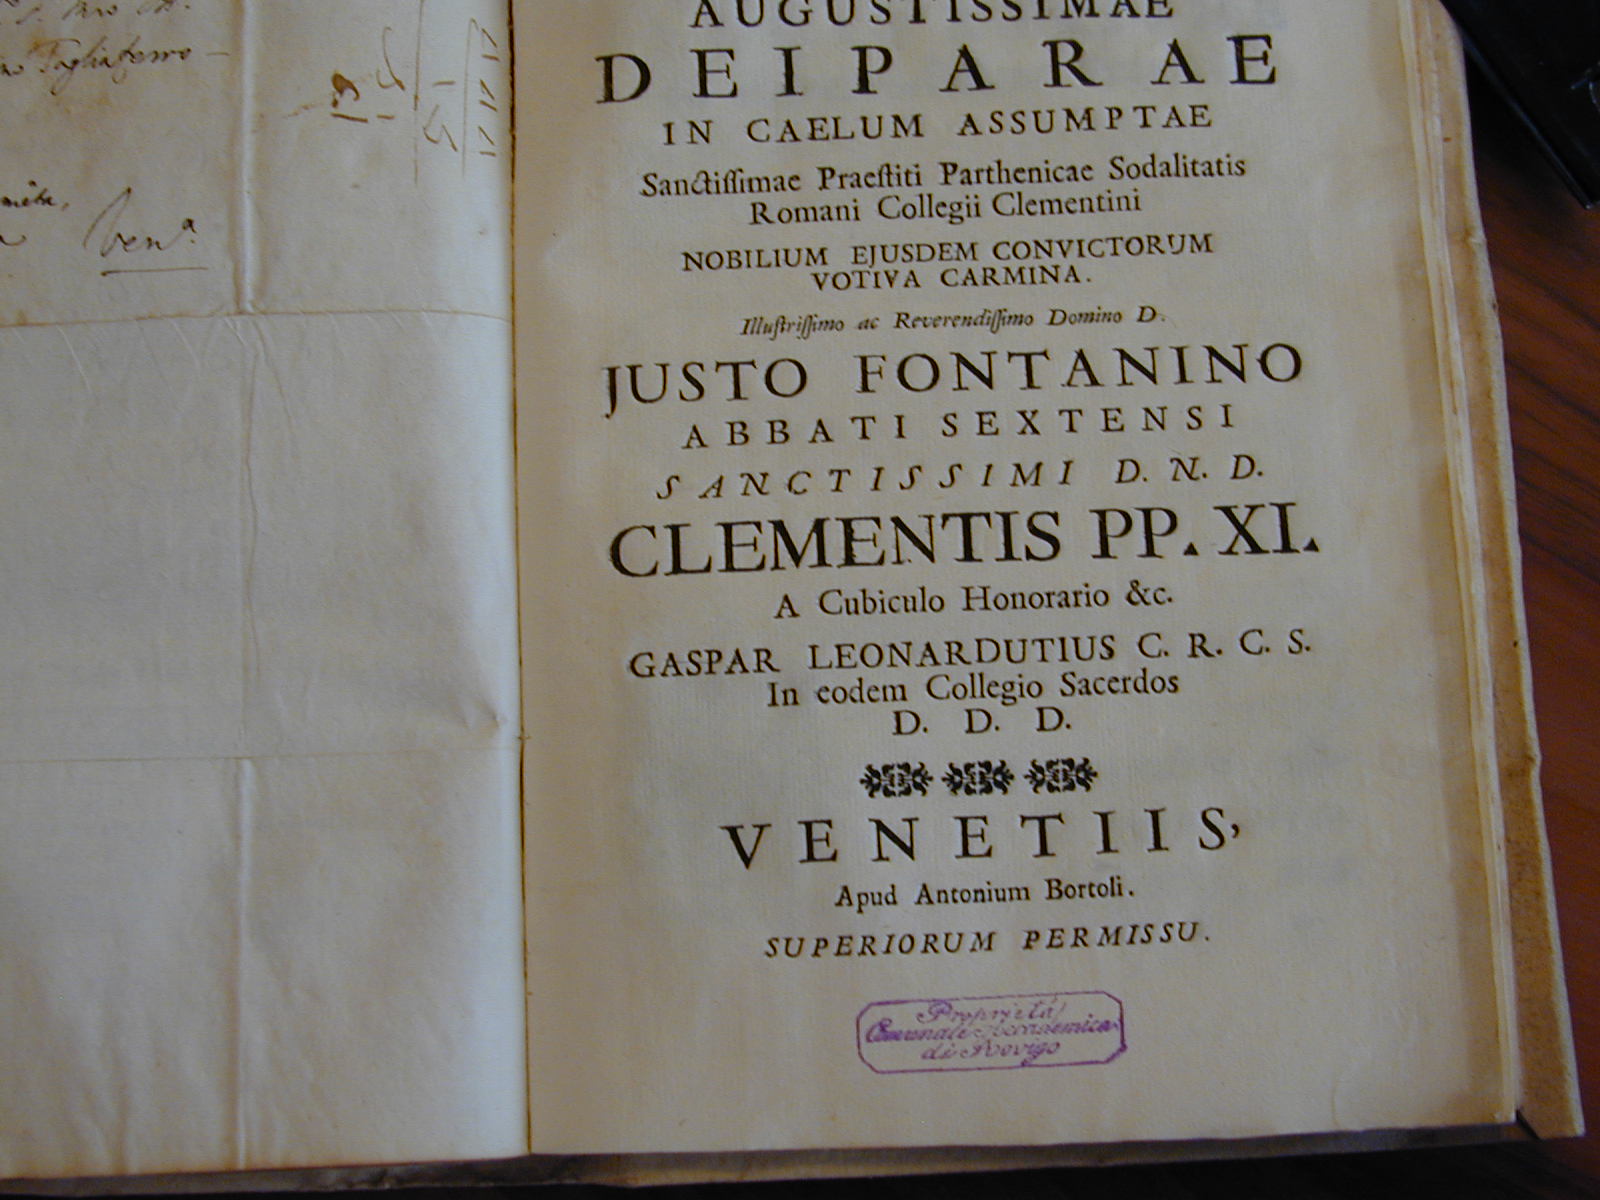 Tagliaferro —
Ven.ª
AUGUSTISSIMAE
DEIPARAE
IN CAELUM ASSUMPTAE
Sanctiſſimae Praeſtiti Parthenicae Sodalitatis
Romani Collegii Clementini
NOBILIUM EJUSDEM CONVICTORUM
VOTIVA CARMINA.
Illuſtriſſimo ac Reverendiſſimo Domino D.
JUSTO FONTANINO
ABBATI SEXTENSI
SANCTISSIMI D. N. D.
CLEMENTIS PP. XI.
A Cubiculo Honorario &c.
GASPAR LEONARDUTIUS C. R. C. S.
In eodem Collegio Sacerdos
D. D. D.
VENETIIS,
Apud Antonium Bortoli.
SUPERIORUM PERMISSU.
Proprietà
Comunale Accademica
di Rovigo